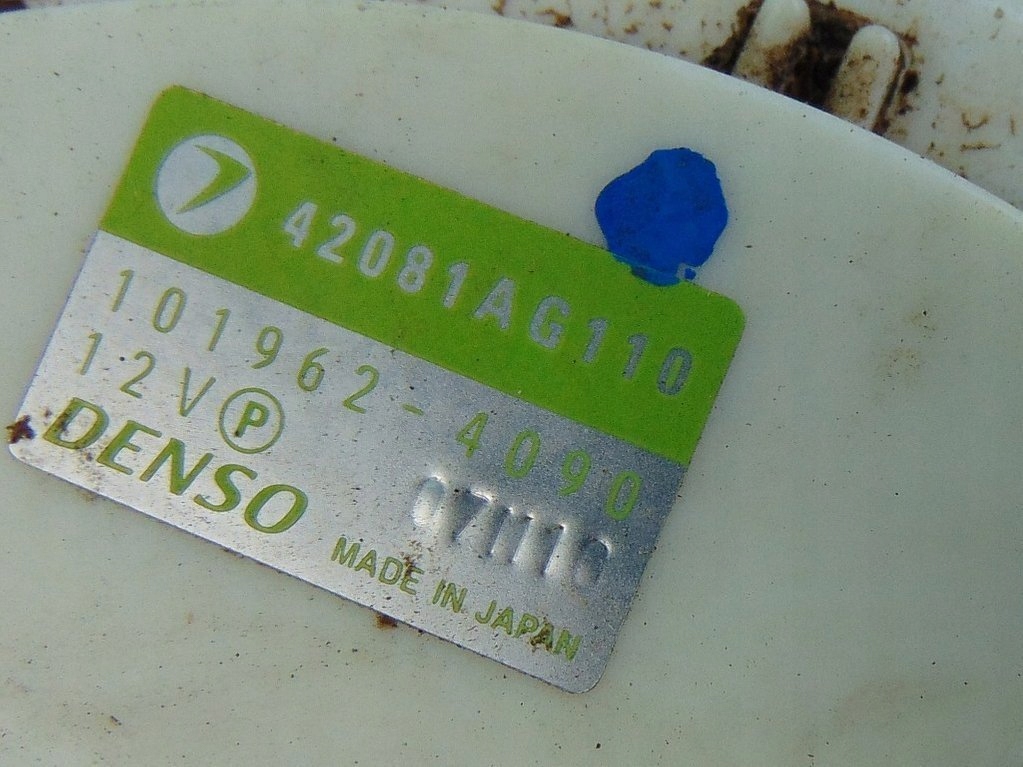 42081AG110
101962-4090
12V P
DENSO
MADE IN JAPAN